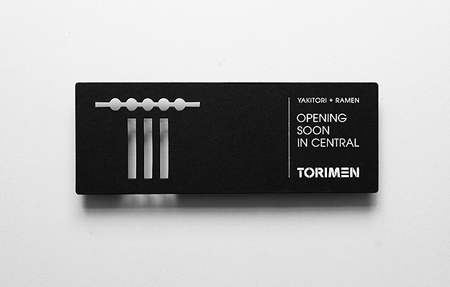 YAKITORI + RAMEN
OPENING
SOON
IN CENTRAL
TORIMEN